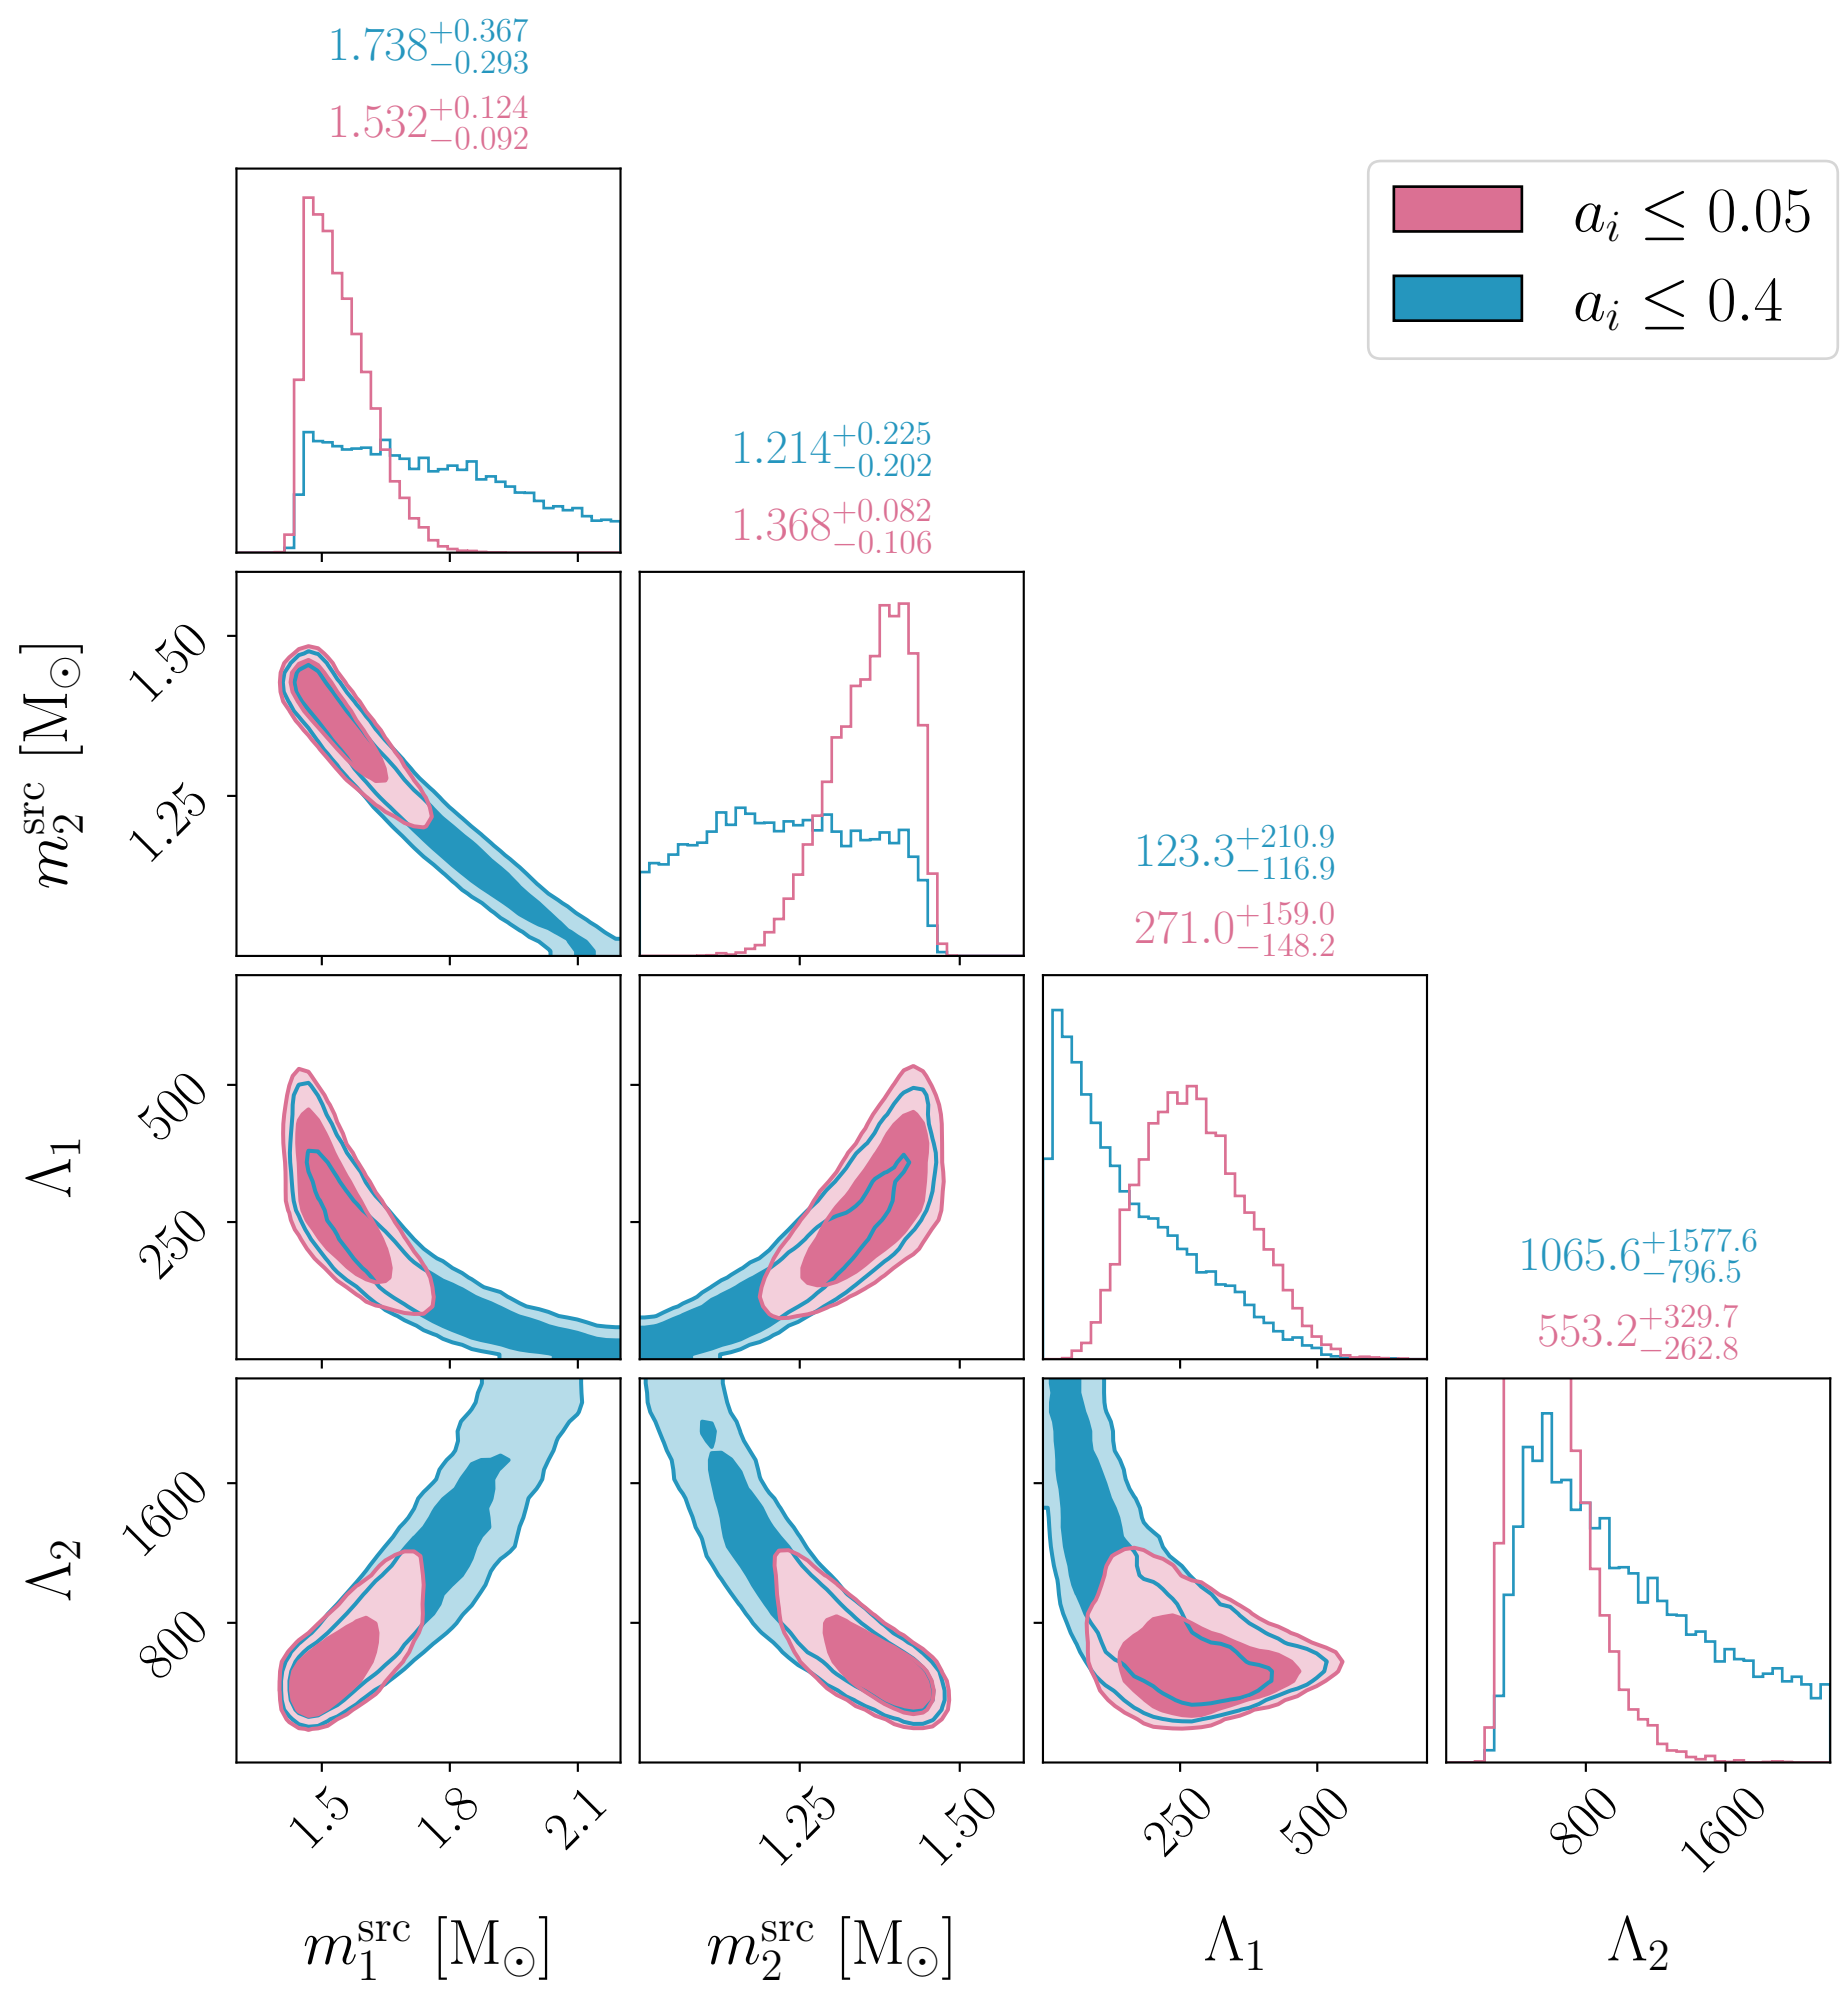 1.738^{+0.367}_{−0.293}
1.532^{+0.124}_{−0.092}
a_i ≤ 0.05
a_i ≤ 0.4
1.214^{+0.225}_{−0.202}
1.368^{+0.082}_{−0.106}
m_2^{src} [M_⊙]
1.50
1.25
123.3^{+210.9}_{−116.9}
271.0^{+159.0}_{−148.2}
Λ_1
500
250
1065.6^{+1577.6}_{−796.5}
553.2^{+329.7}_{−262.8}
Λ_2
1600
800
1.5 1.8 2.1 1.25 1.50 250 500 800 1600
m_1^{src} [M_⊙] m_2^{src} [M_⊙] Λ_1 Λ_2